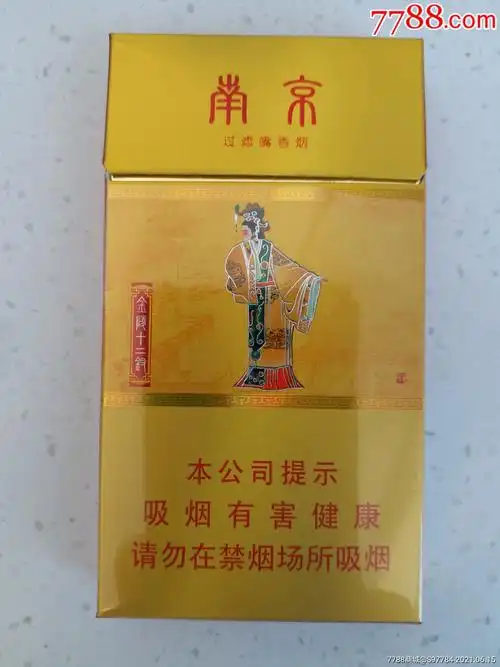 7788.com
南京
过滤嘴香烟
金陵十二钗
本公司提示
吸烟有害健康
请勿在禁烟场所吸烟